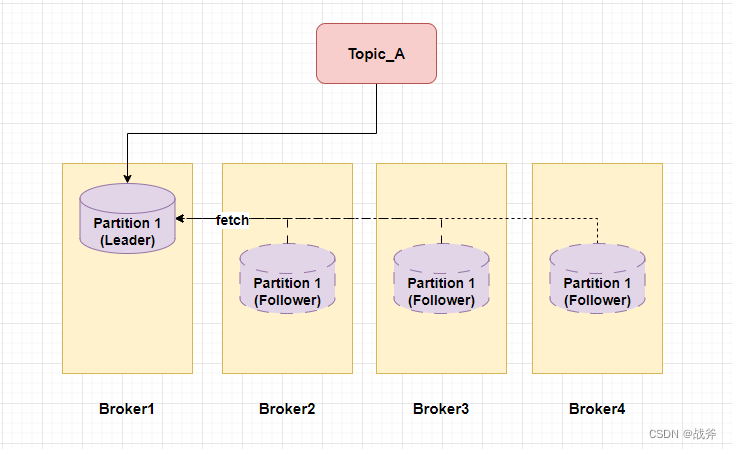 Topic_A
Partition 1
(Leader)
fetch
Partition 1
(Follower)
Partition 1
(Follower)
Partition 1
(Follower)
Broker1
Broker2
Broker3
Broker4
CSDN @战斧